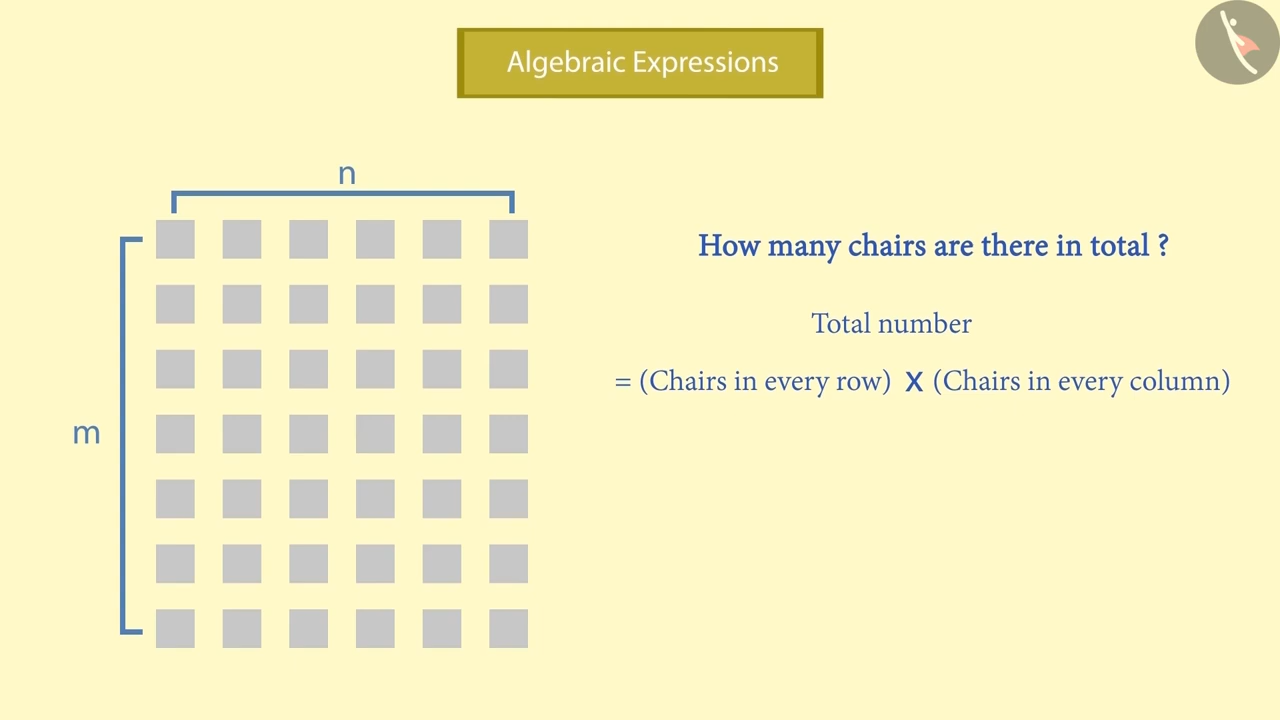 Algebraic Expressions
n
m
How many chairs are there in total ?
Total number
= (Chairs in every row) X (Chairs in every column)